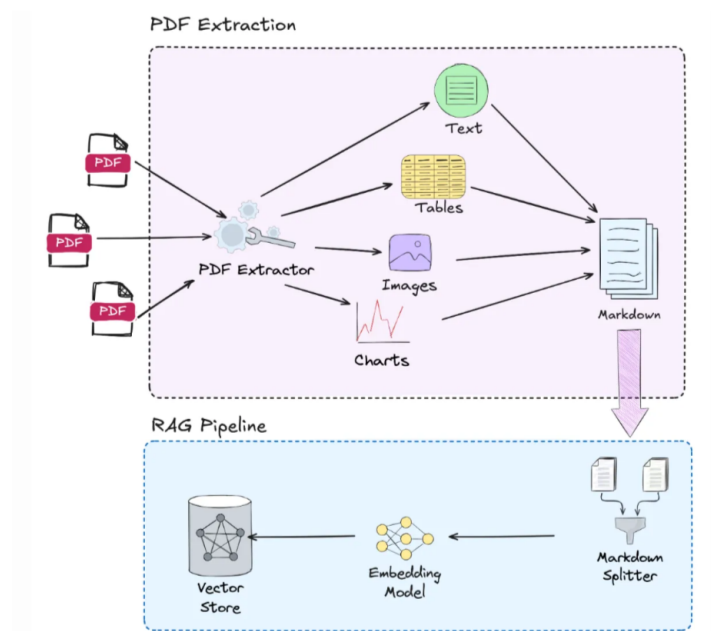 PDF Extraction
Text
PDF
Tables
PDF
PDF Extractor
Images
PDF
Markdown
Charts
RAG Pipeline
Markdown
Splitter
Embedding
Model
Vector
Store